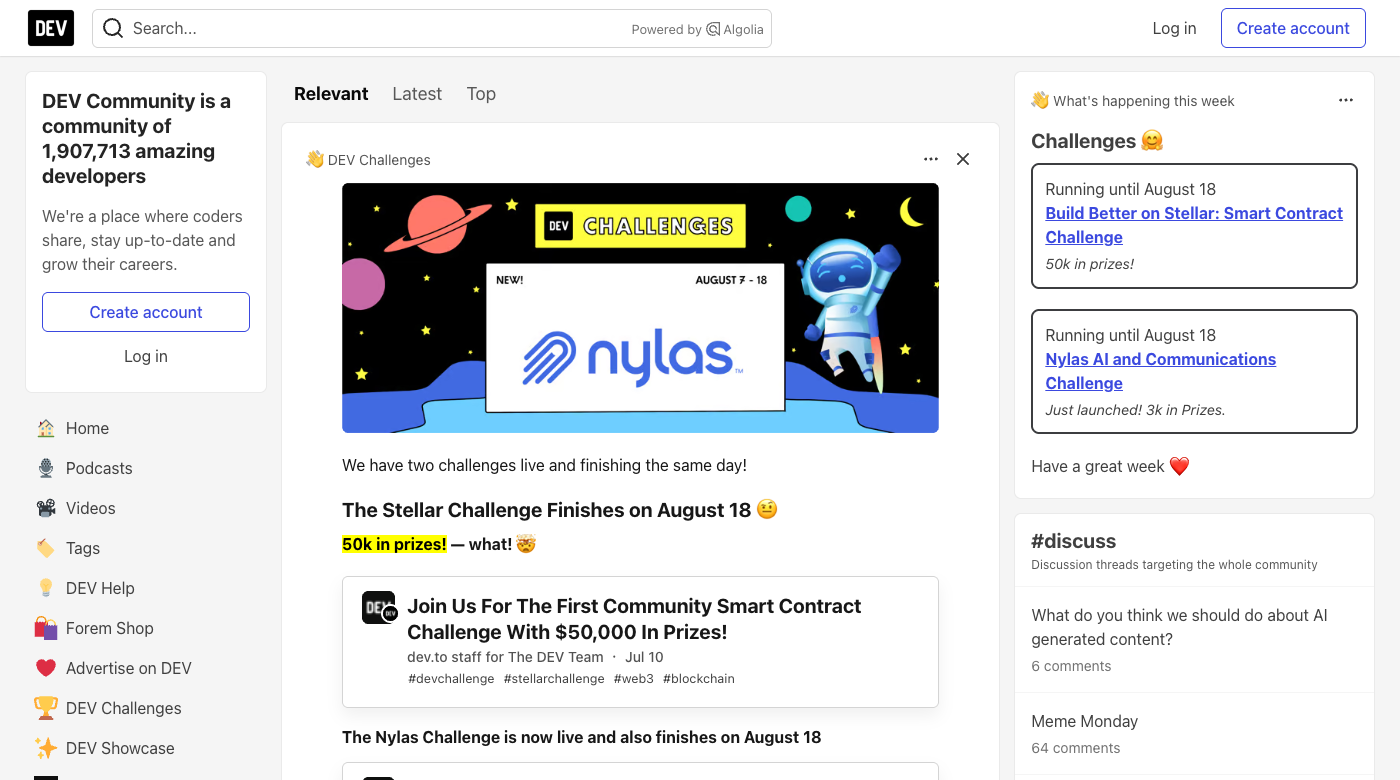 DEV
Search...
Powered by Algolia
Log in
Create account
DEV Community is a
community of
1,907,713 amazing
developers
We're a place where coders
share, stay up-to-date and
grow their careers.
Create account
Log in
Home
Podcasts
Videos
Tags
DEV Help
Forem Shop
Advertise on DEV
DEV Challenges
DEV Showcase
Relevant
Latest
Top
👋 DEV Challenges
DEV CHALLENGES
NEW!
AUGUST 7 - 18
nylas™
We have two challenges live and finishing the same day!
The Stellar Challenge Finishes on August 18 🤨
50k in prizes! — what! 🤯
DEV
DEV
Join Us For The First Community Smart Contract
Challenge With $50,000 In Prizes!
dev.to staff for The DEV Team · Jul 10
#devchallenge #stellarchallenge #web3 #blockchain
The Nylas Challenge is now live and also finishes on August 18
👋 What's happening this week
Challenges 🤗
Running until August 18
Build Better on Stellar: Smart Contract
Challenge
50k in prizes!
Running until August 18
Nylas AI and Communications
Challenge
Just launched! 3k in Prizes.
Have a great week ❤️
#discuss
Discussion threads targeting the whole community
What do you think we should do about AI
generated content?
6 comments
Meme Monday
64 comments